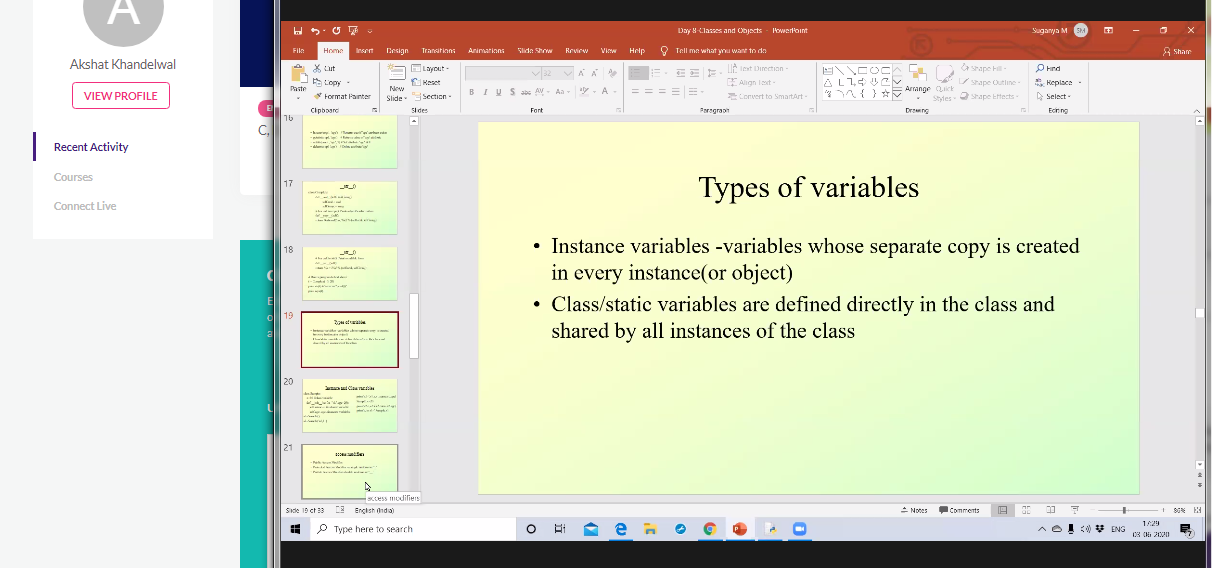 A
Akshat Khandelwal
VIEW PROFILE
Recent Activity
Courses
Connect Live
C,
Day 8-Classes and Objects - PowerPoint
Suganya M
SM
File Home Insert Design Transitions Animations Slide Show Review View Help Tell me what you want to do
Share
Paste
Cut
Copy
Format Painter
Clipboard
New
Slide
Layout
Reset
Section
Slides
Font
Text Direction
Align Text
Convert to SmartArt
Paragraph
Arrange
Quick
Styles
Shape Fill
Shape Outline
Shape Effects
Drawing
Find
Replace
Select
Editing
16
17
__str__()
18
__str__()
19
Types of variables
20
Instance and Class variables
21
access modifiers
access modifiers
Types of variables
• Instance variables -variables whose separate copy is created
in every instance(or object)
• Class/static variables are defined directly in the class and
shared by all instances of the class
Slide 19 of 33 English (India)
Notes Comments
86%
Type here to search
ENG
17:29
03-06-2020